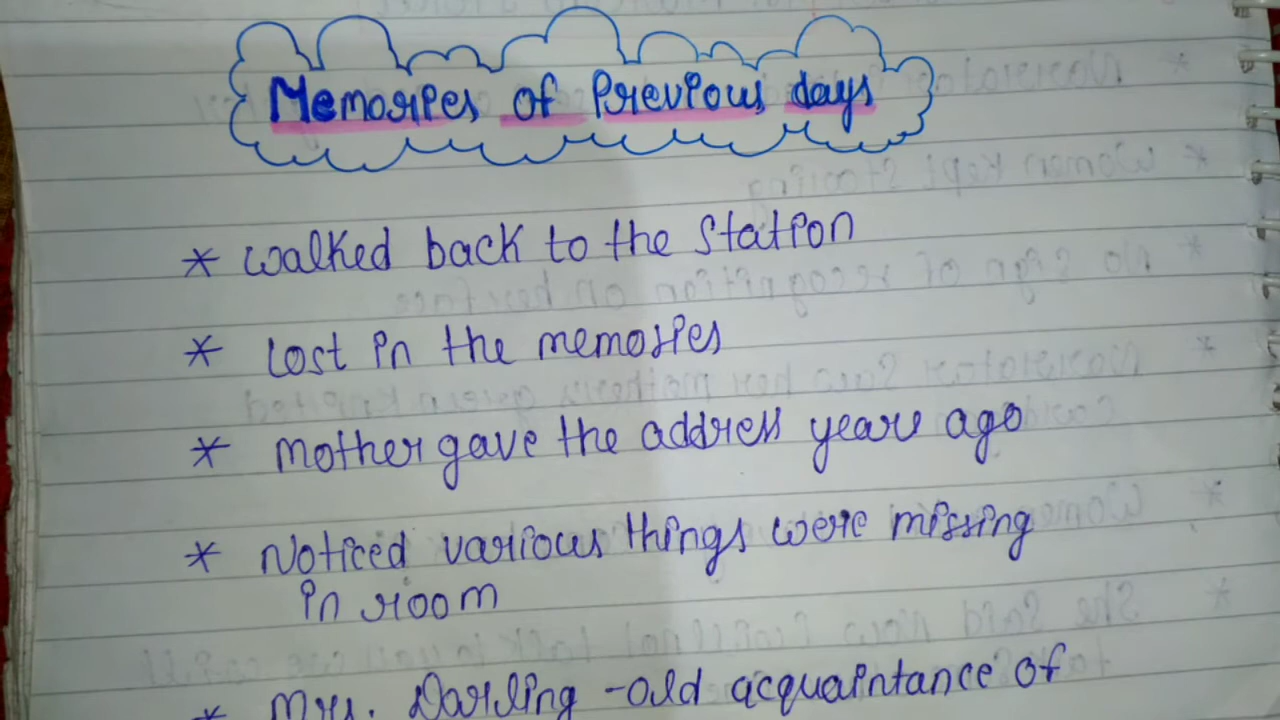 Memories of Previous days
* walked back to the station
* Lost in the memories
* Mother gave the address years ago
* Noticed various things were missing
in room
* Mrs. Darling - old acquaintance of